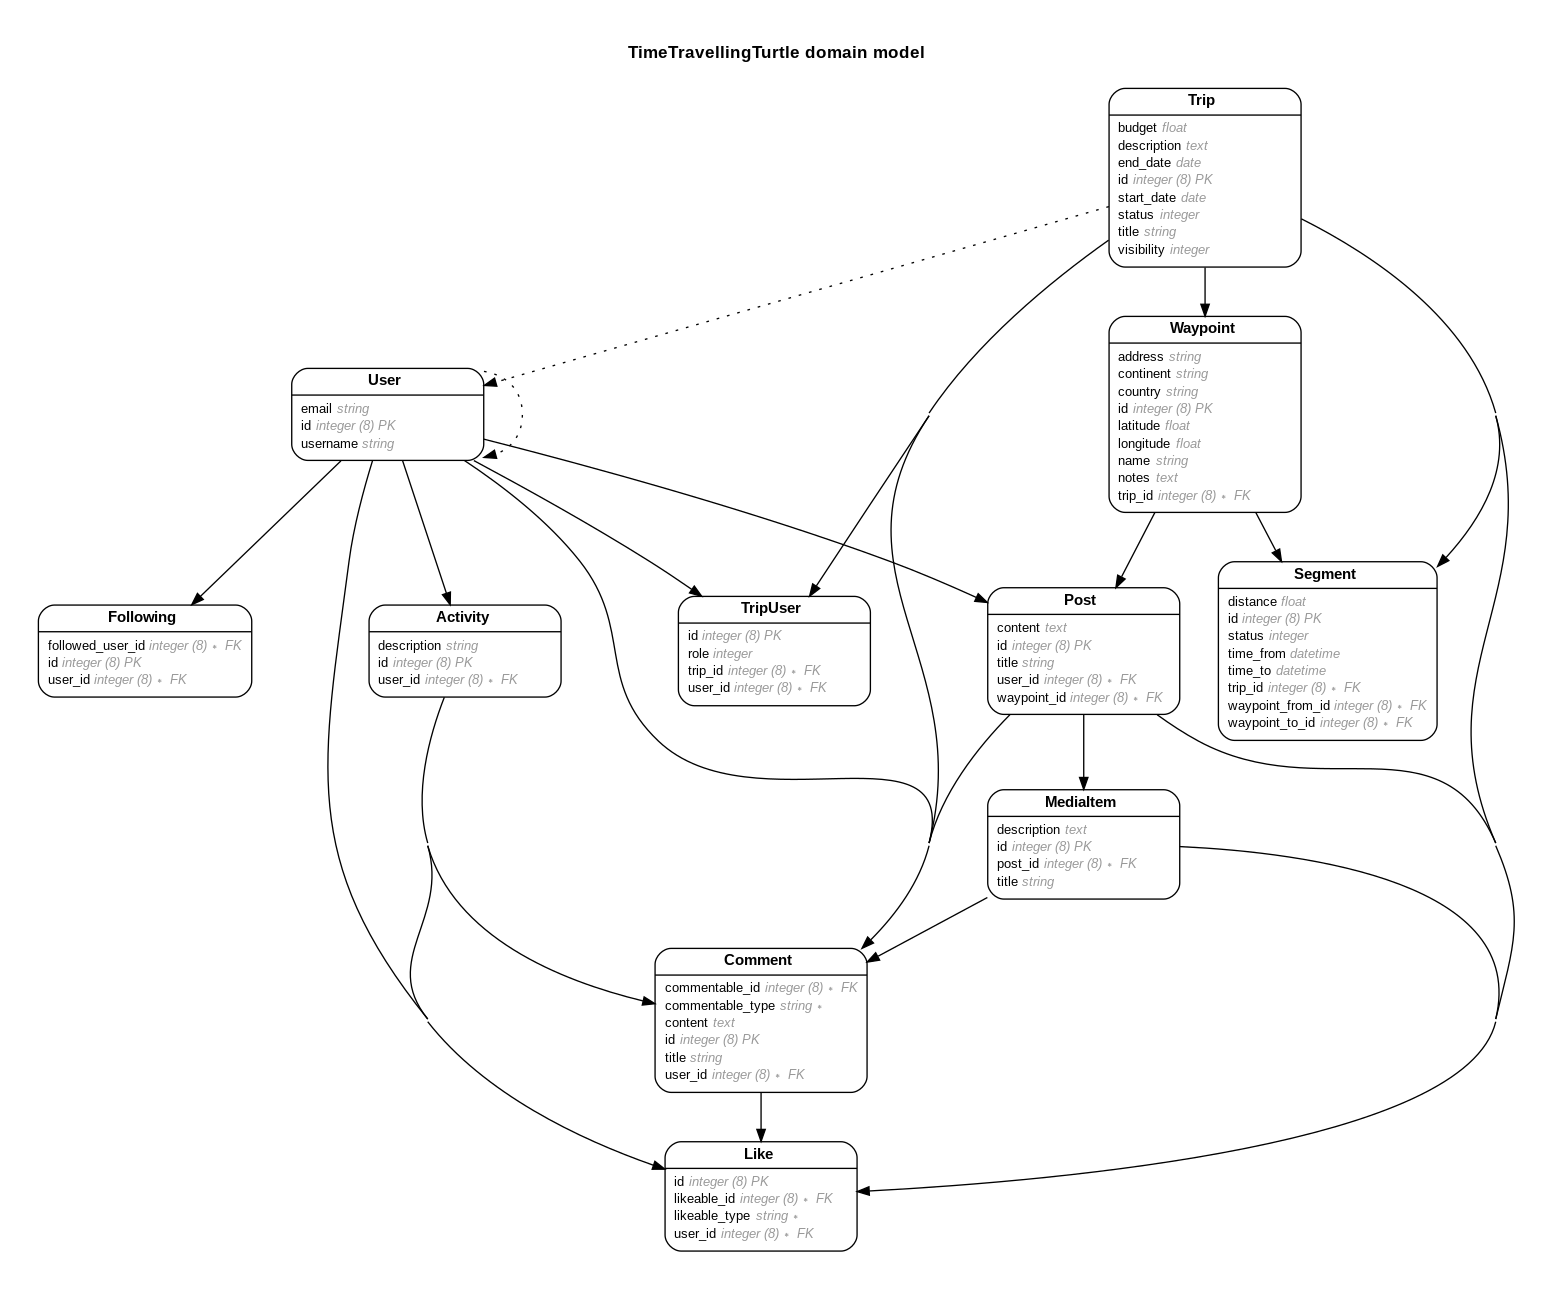 TimeTravellingTurtle domain model
Trip
budget float
description text
end_date date
id integer (8) PK
start_date date
status integer
title string
visibility integer
Waypoint
address string
continent string
country string
id integer (8) PK
latitude float
longitude float
name string
notes text
trip_id integer (8) ∗ FK
User
email string
id integer (8) PK
username string
Following
followed_user_id integer (8) ∗ FK
id integer (8) PK
user_id integer (8) ∗ FK
Activity
description string
id integer (8) PK
user_id integer (8) ∗ FK
TripUser
id integer (8) PK
role integer
trip_id integer (8) ∗ FK
user_id integer (8) ∗ FK
Post
content text
id integer (8) PK
title string
user_id integer (8) ∗ FK
waypoint_id integer (8) ∗ FK
Segment
distance float
id integer (8) PK
status integer
time_from datetime
time_to datetime
trip_id integer (8) ∗ FK
waypoint_from_id integer (8) ∗ FK
waypoint_to_id integer (8) ∗ FK
MediaItem
description text
id integer (8) PK
post_id integer (8) ∗ FK
title string
Comment
commentable_id integer (8) ∗ FK
commentable_type string ∗
content text
id integer (8) PK
title string
user_id integer (8) ∗ FK
Like
id integer (8) PK
likeable_id integer (8) ∗ FK
likeable_type string ∗
user_id integer (8) ∗ FK